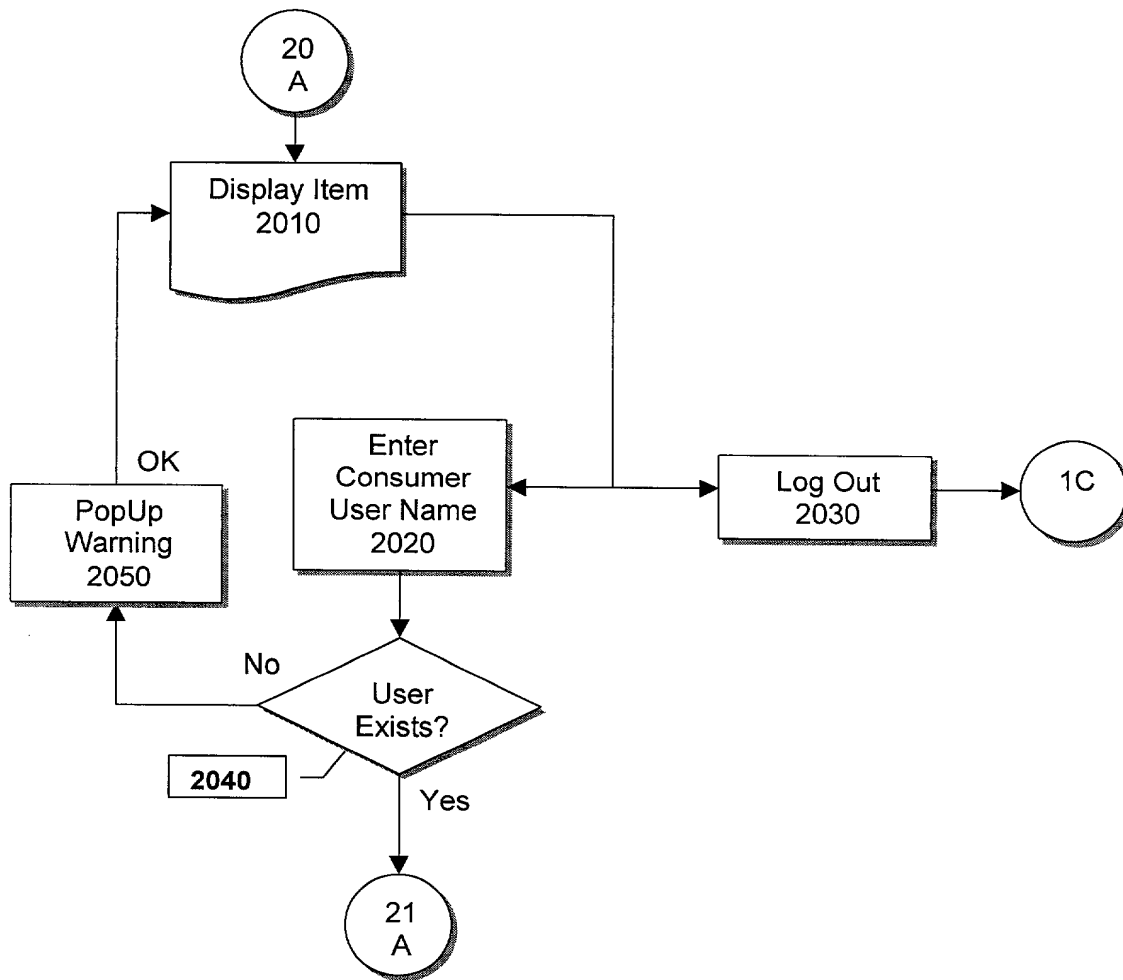 20
A
Display Item
2010
Enter
Consumer
User Name
2020
Log Out
2030
1C
OK
PopUp
Warning
2050
No
User
Exists?
2040
Yes
21
A